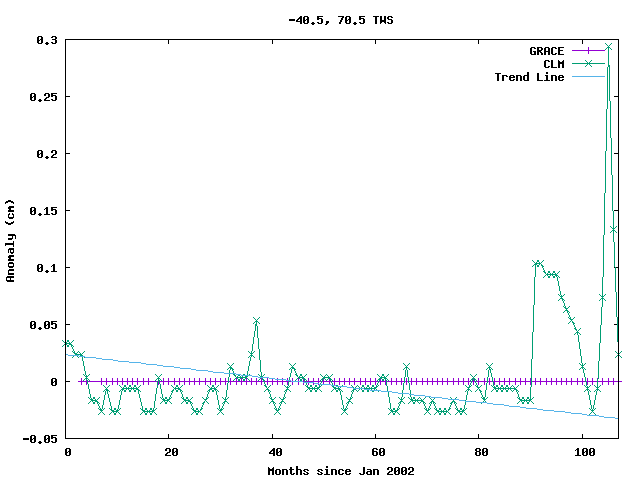 -40.5, 70.5 TWS
GRACE
CLM
Trend Line
0.3
0.25
0.2
0.15
0.1
0.05
0
-0.05
Anomaly (cm)
0 20 40 60 80 100
Months since Jan 2002